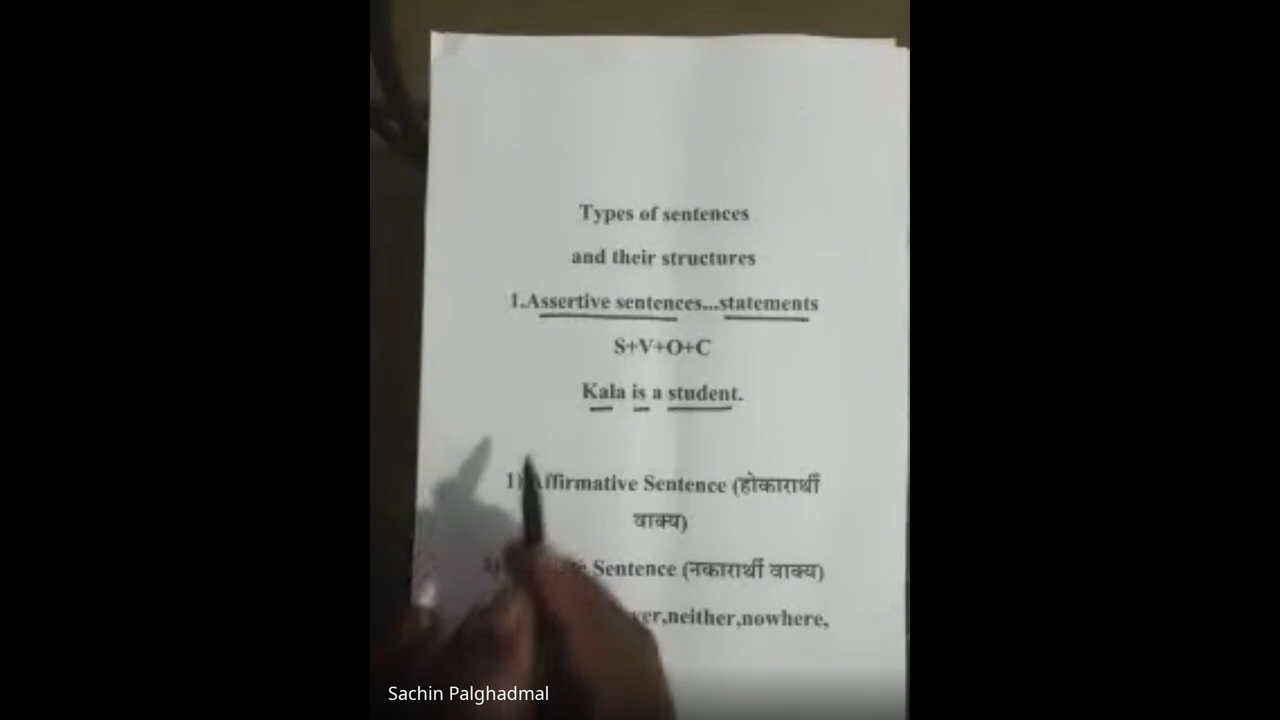 Types of sentences
and their structures
1.Assertive sentences...statements
S+V+O+C
Kala is a student.
1) Affirmative Sentence (होकारार्थी
वाक्य)
Sentence (नकारार्थी वाक्य)
,neither,nowhere,
Sachin Palghadmal